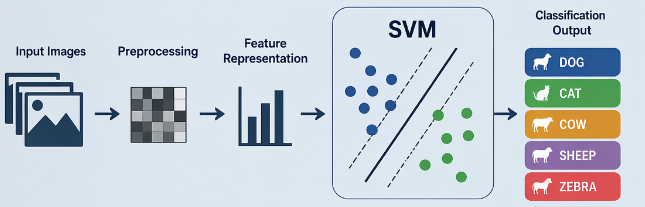 Input Images
Preprocessing
Feature
Representation
SVM
Classification
Output
DOG
CAT
COW
SHEEP
ZEBRA